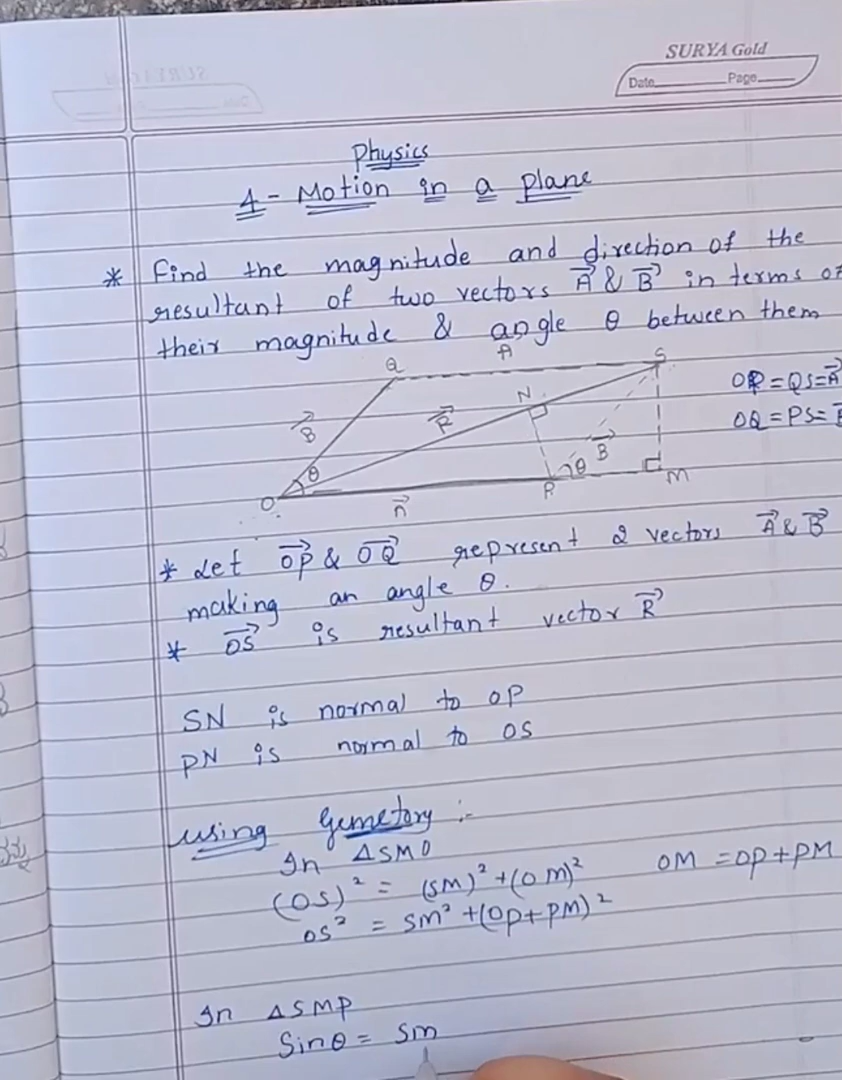 SURYA Gold
Date Page
Physics
4- Motion in a plane
* Find the magnitude and direction of the
resultant of two vectors A⃗ & B⃗ in terms of
their magnitude & angle θ between them
Q A S
N OP = QS = A⃗
B⃗ R⃗ OQ = PS =
θ B⃗
O θ P M
* Let OP⃗ & OQ⃗ represent 2 vectors A⃗ & B⃗
making an angle θ.
* OS⃗ is resultant vector R⃗
SN is normal to OP
PN is normal to OS
using Gemetory :-
In ΔSMO
(OS)² = (SM)² + (OM)² OM = OP + PM
OS² = SM² + (OP + PM)²
In ΔSMP
Sinθ = SM